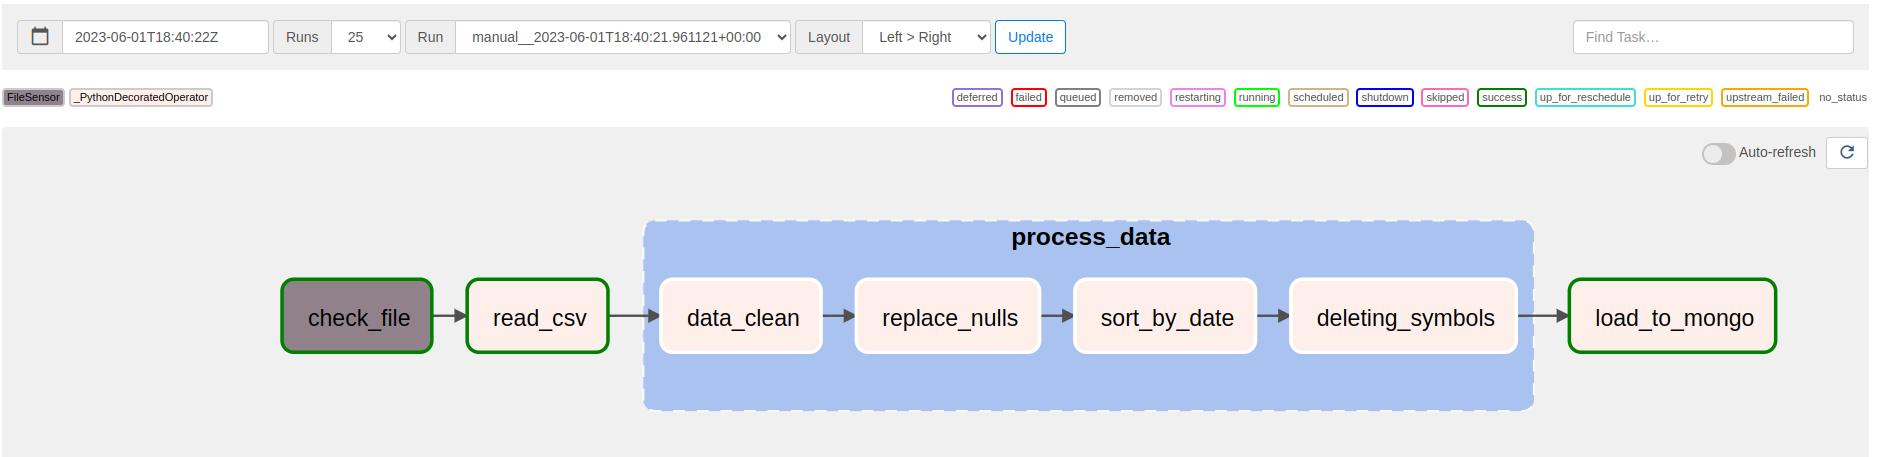 2023-06-01T18:40:22Z Runs 25 Run manual__2023-06-01T18:40:21.961121+00:00 Layout Left > Right Update Find Task...
FileSensor _PythonDecoratedOperator deferred failed queued removed restarting running scheduled shutdown skipped success up_for_reschedule up_for_retry upstream_failed no_status
Auto-refresh
process_data
check_file read_csv data_clean replace_nulls sort_by_date deleting_symbols load_to_mongo